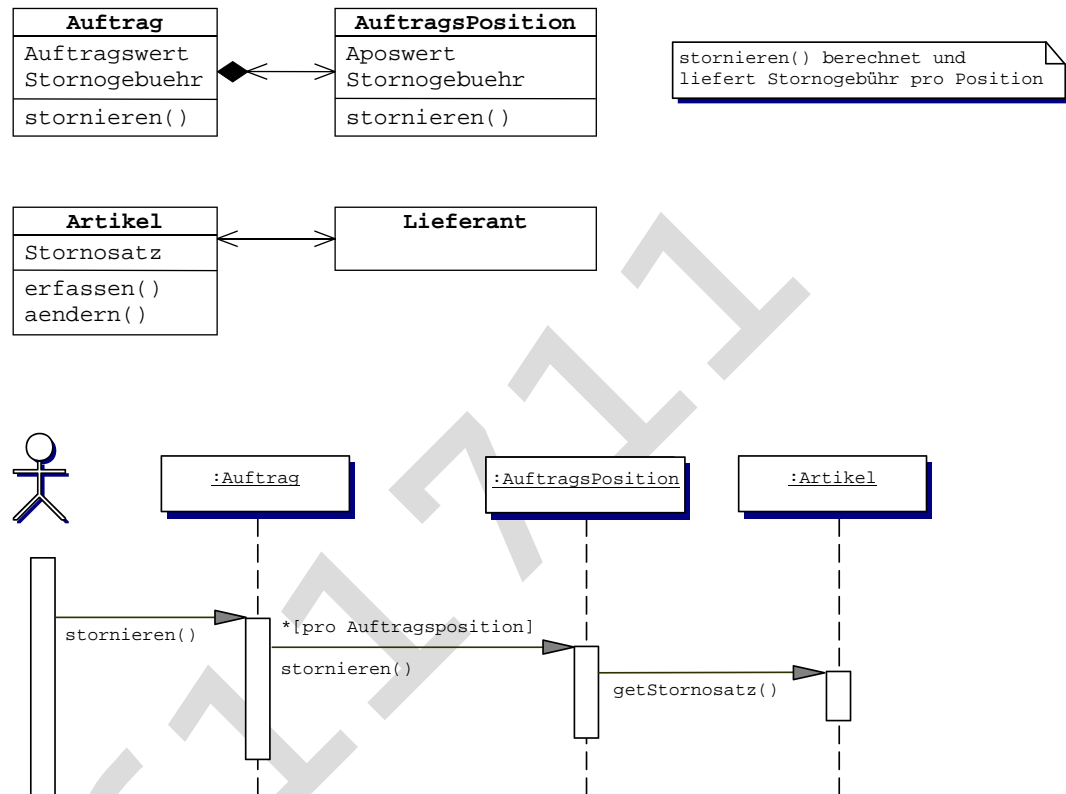 Auftrag
Auftragswert
Stornogebuehr
stornieren()
AuftragsPosition
Aposwert
Stornogebuehr
stornieren()
stornieren() berechnet und
liefert Stornogebühr pro Position
Artikel
Stornosatz
erfassen()
aendern()
Lieferant
:Auftrag
:AuftragsPosition
:Artikel
stornieren()
*[pro Auftragsposition]
stornieren()
getStornosatz()